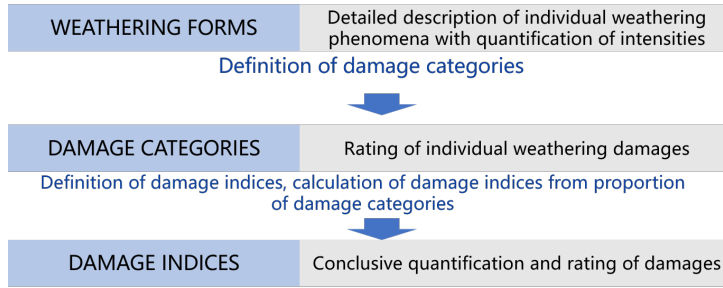 WEATHERING FORMS
Detailed description of individual weathering
phenomena with quantification of intensities
Definition of damage categories
DAMAGE CATEGORIES
Rating of individual weathering damages
Definition of damage indices, calculation of damage indices from proportion
of damage categories
DAMAGE INDICES
Conclusive quantification and rating of damages